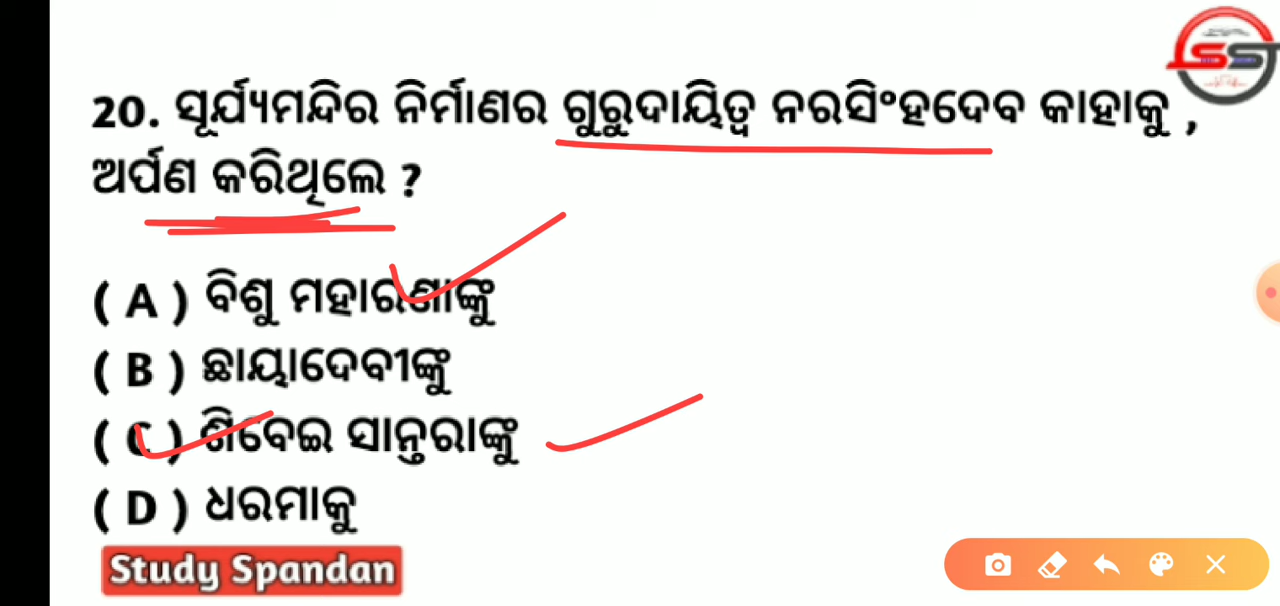 20. ସୂର୍ଯ୍ୟମନ୍ଦିର ନିର୍ମାଣର ଗୁରୁଦାୟିତ୍ୱ ନରସିଂହଦେବ କାହାକୁ ,
ଅର୍ପଣ କରିଥିଲେ ?
( A ) ବିଶୁ ମହାରଣାଙ୍କୁ
( B ) ଛାୟାଦେବୀଙ୍କୁ
( C ) ଶିବେଇ ସାନ୍ତରାଙ୍କୁ
( D ) ଧରମାକୁ
Study Spandan